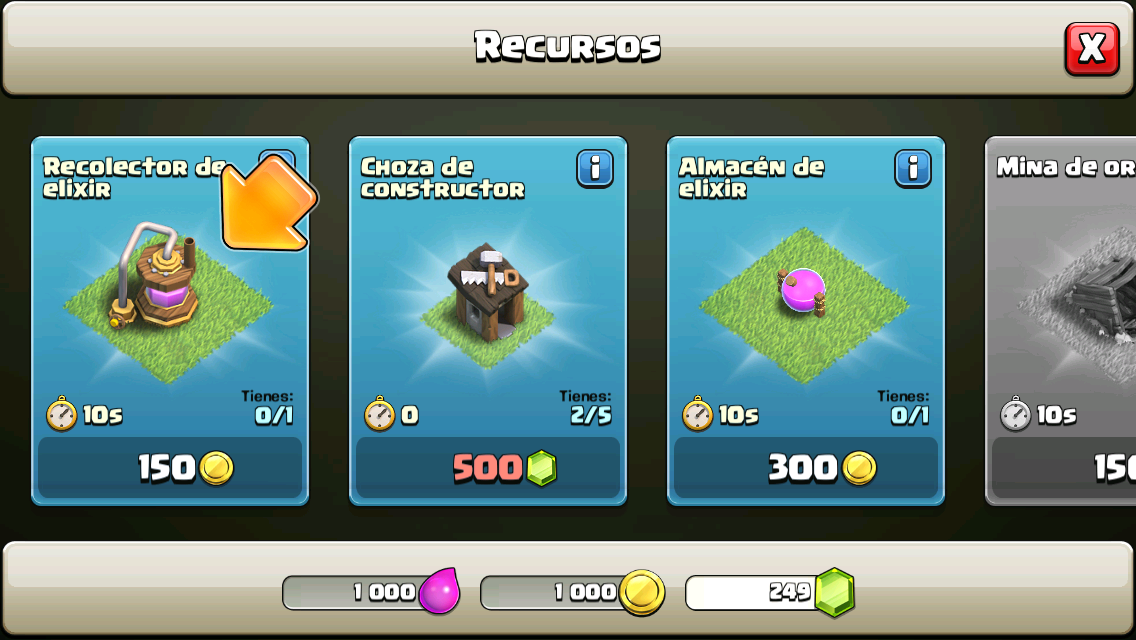 Recursos
X
Recolector de
elixir
10s
Tienes:
0/1
150
Choza de
constructor
i
0
Tienes:
2/5
500
Almacén de
elixir
i
10s
Tienes:
0/1
300
Mina de or
10s
150
1 000
1 000
249